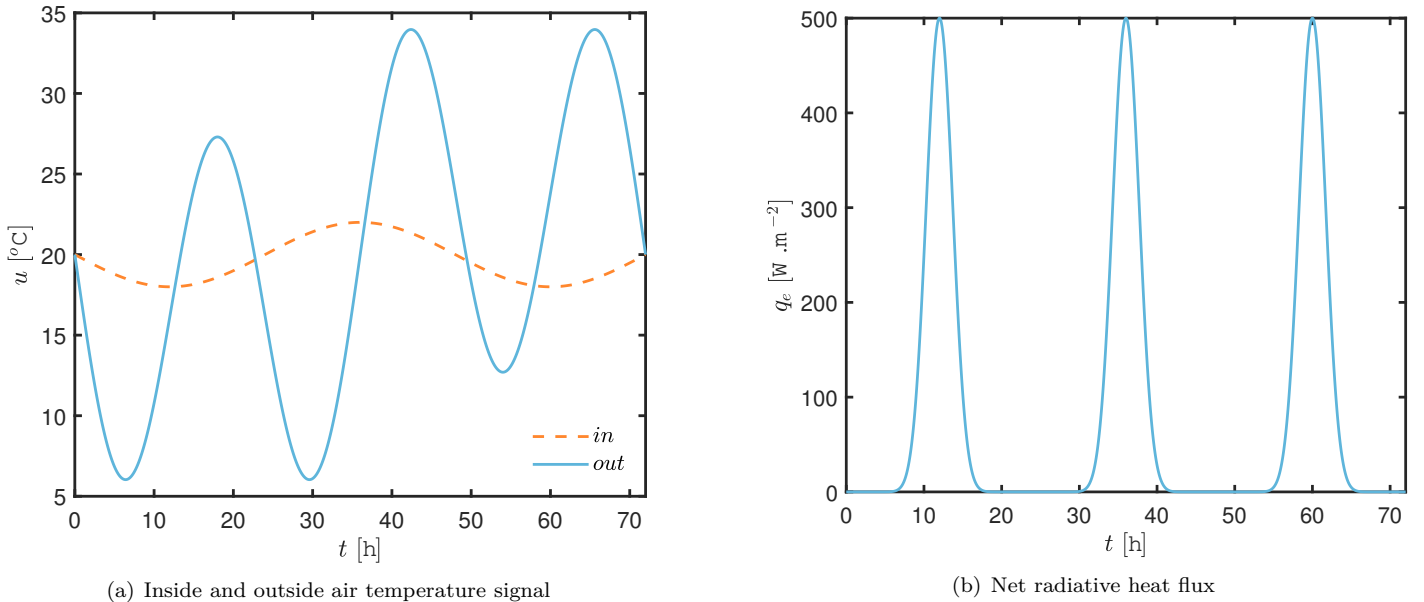 35
30
25
20
15
10
5
0 10 20 30 40 50 60 70
u [°C]
t [h]
in
out
(a) Inside and outside air temperature signal
500
400
300
200
100
0
0 10 20 30 40 50 60 70
q_e [W .m⁻²]
t [h]
(b) Net radiative heat flux